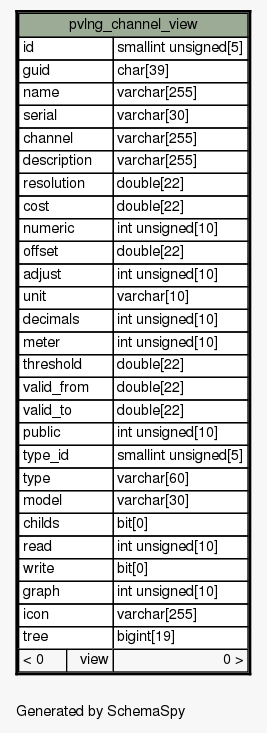 pvlng_channel_view
id smallint unsigned[5]
guid char[39]
name varchar[255]
serial varchar[30]
channel varchar[255]
description varchar[255]
resolution double[22]
cost double[22]
numeric int unsigned[10]
offset double[22]
adjust int unsigned[10]
unit varchar[10]
decimals int unsigned[10]
meter int unsigned[10]
threshold double[22]
valid_from double[22]
valid_to double[22]
public int unsigned[10]
type_id smallint unsigned[5]
type varchar[60]
model varchar[30]
childs bit[0]
read int unsigned[10]
write bit[0]
graph int unsigned[10]
icon varchar[255]
tree bigint[19]
< 0 view 0 >
Generated by SchemaSpy